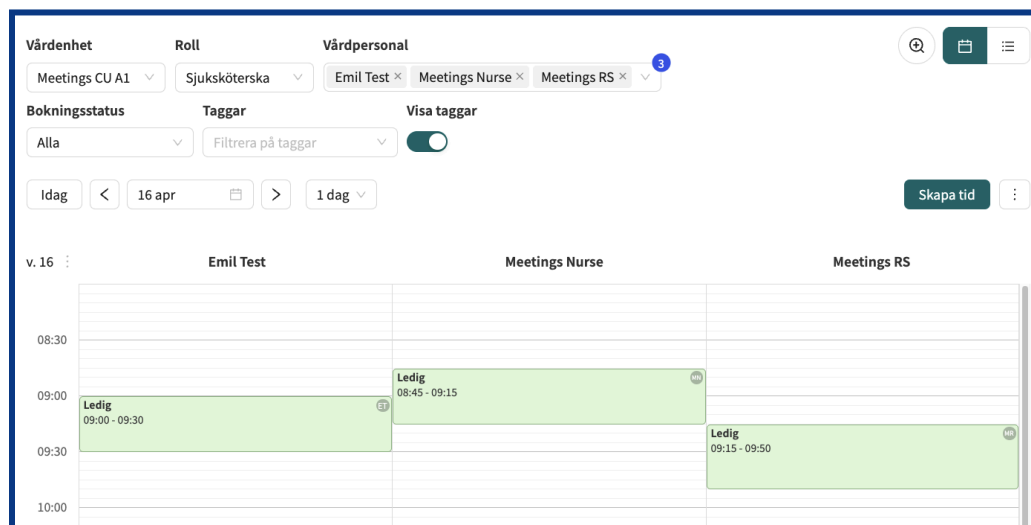 Vårdenhet Roll Vårdpersonal
Meetings CU A1 Sjuksköterska Emil Test × Meetings Nurse × Meetings RS × 3
Bokningsstatus Taggar Visa taggar
Alla Filtrera på taggar
Idag 16 apr 1 dag Skapa tid
v. 16 Emil Test Meetings Nurse Meetings RS
08:30
Ledig MN
08:45 - 09:15
09:00
Ledig ET
09:00 - 09:30
Ledig MR
09:15 - 09:50
09:30
10:00